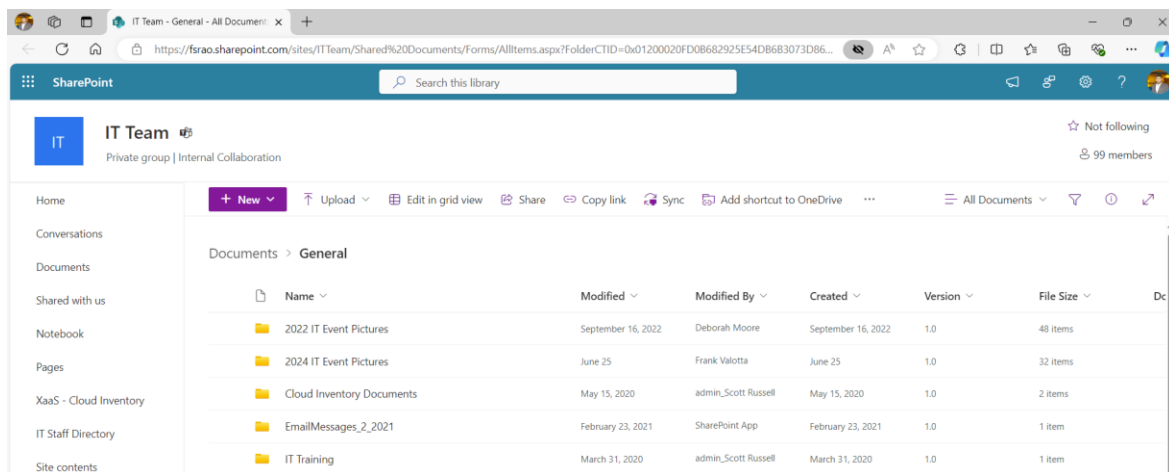 IT Team - General - All Document
https://fsrao.sharepoint.com/sites/ITTeam/Shared%20Documents/Forms/AllItems.aspx?FolderCTID=0x01200020FD0B682925E54DB6B3073D86...
SharePoint
Search this library
IT
IT Team
Not following
Private group | Internal Collaboration
99 members
Home
+ New
Upload
Edit in grid view
Share
Copy link
Sync
Add shortcut to OneDrive
...
All Documents
Conversations
Documents
Shared with us
Notebook
Pages
XaaS - Cloud Inventory
IT Staff Directory
Site contents
Documents > General
Name Modified Modified By Created Version File Size Dc
2022 IT Event Pictures September 16, 2022 Deborah Moore September 16, 2022 1.0 48 items
2024 IT Event Pictures June 25 Frank Valotta June 25 1.0 32 items
Cloud Inventory Documents May 15, 2020 admin_Scott Russell May 15, 2020 1.0 2 items
EmailMessages_2_2021 February 23, 2021 SharePoint App February 23, 2021 1.0 1 item
IT Training March 31, 2020 admin_Scott Russell March 31, 2020 1.0 1 item